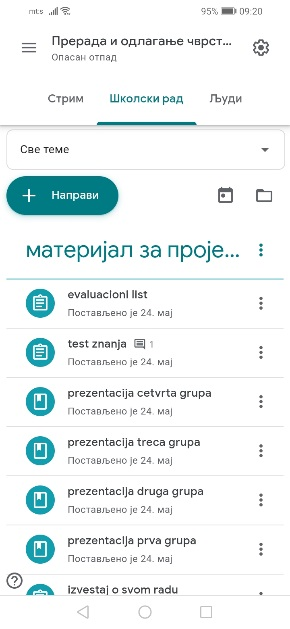 mt:s 95% 09:20
Прерада и одлагање чврст...
Опасан отпад
Стрим Школски рад Људи
Све теме
Направи
материјал за проје...
evaluacioni list
Постављено је 24. мај
test znanja 1
Постављено је 24. мај
prezentacija cetvrta grupa
Постављено је 24. мај
prezentacija treca grupa
Постављено је 24. мај
prezentacija druga grupa
Постављено је 24. мај
prezentacija prva grupa
Постављено је 24. мај
izvestaj o svom radu